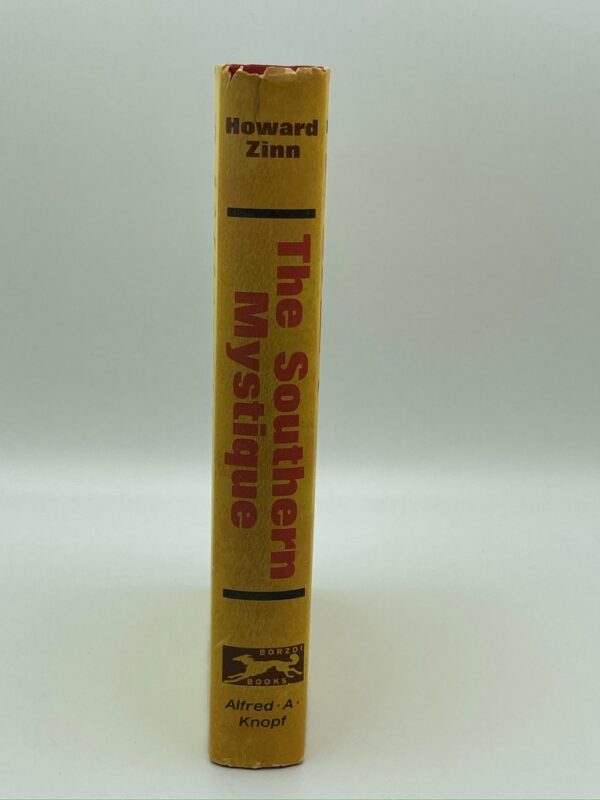 Howard
Zinn
The Southern
Mystique
BORZOI
BOOKS
Alfred · A ·
Knopf